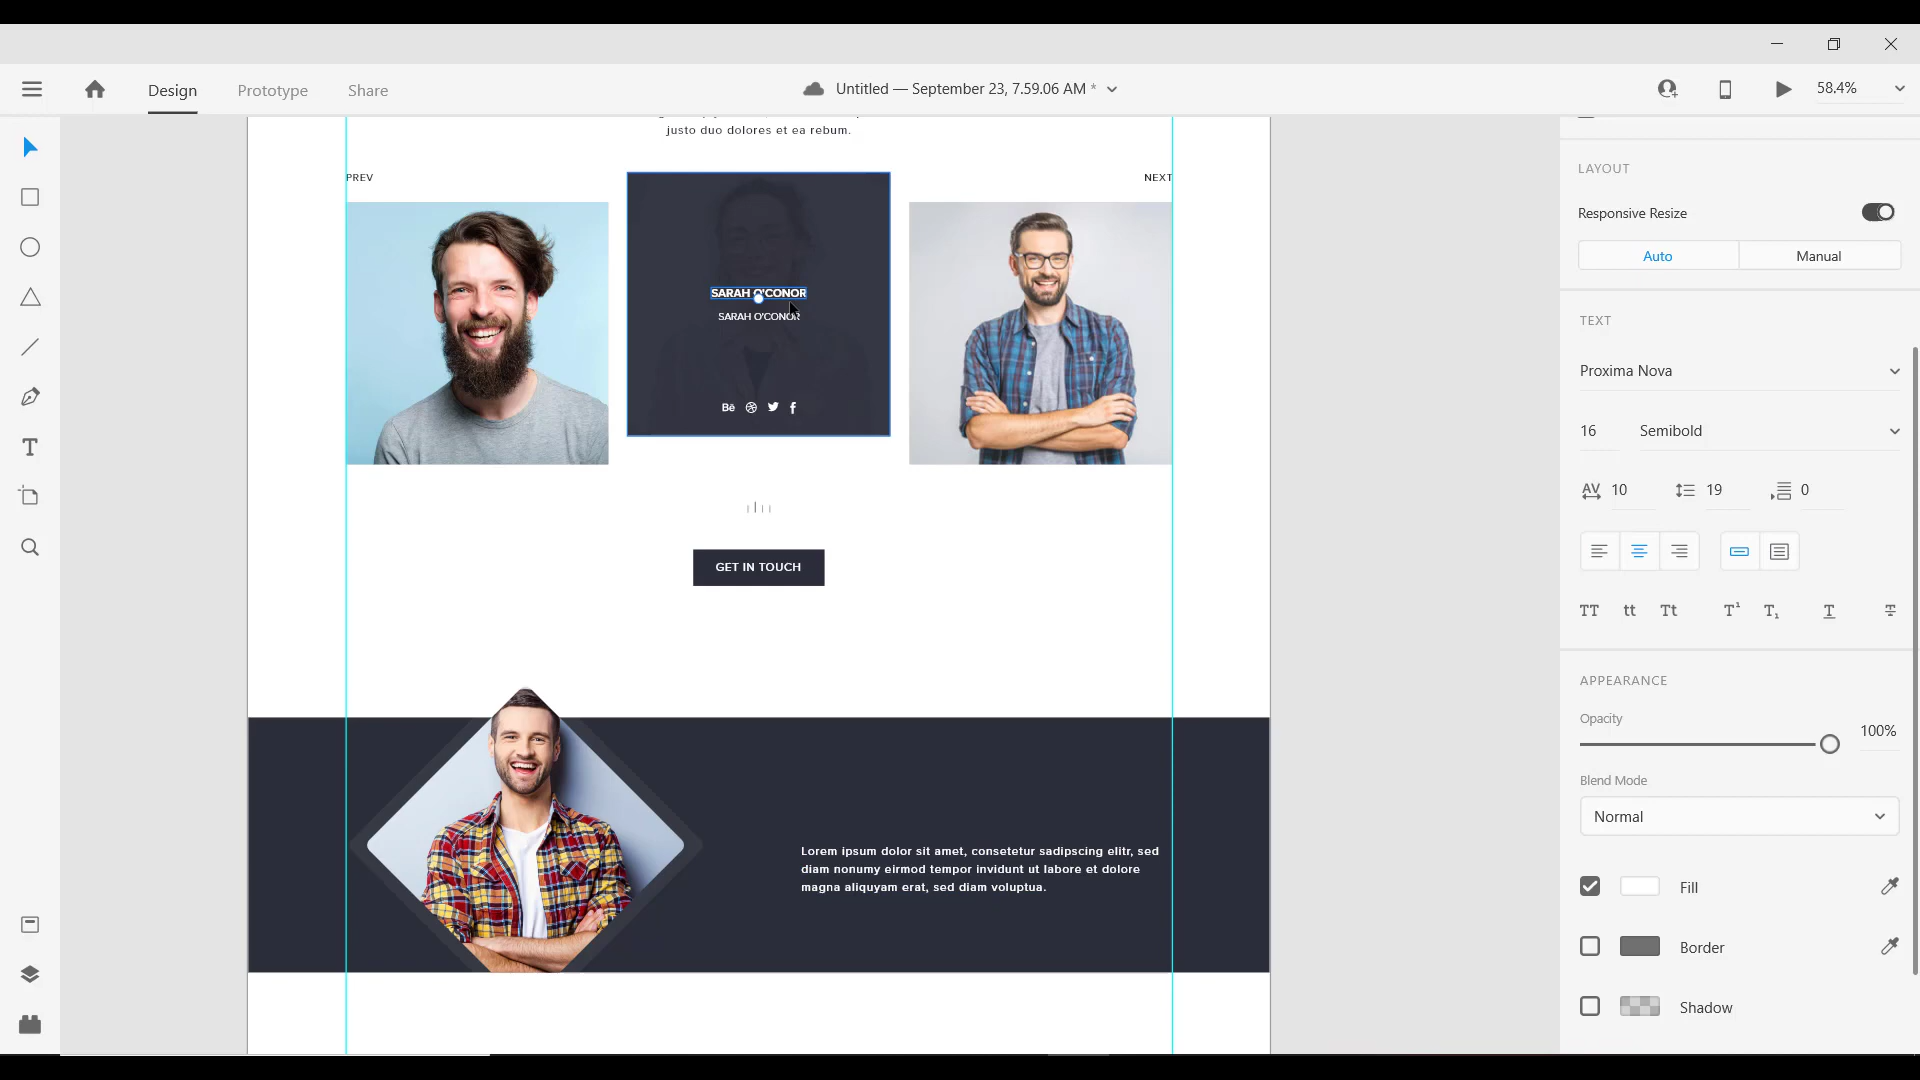 Design
Prototype
Share
Untitled — September 23, 7.59.06 AM *
58.4%
justo duo dolores et ea rebum.
PREV
NEXT
SARAH O'CONOR
SARAH O'CONOR
Bē
GET IN TOUCH
Lorem ipsum dolor sit amet, consetetur sadipscing elitr, sed
diam nonumy eirmod tempor invidunt ut labore et dolore
magna aliquyam erat, sed diam voluptua.
LAYOUT
Responsive Resize
Auto
Manual
TEXT
Proxima Nova
16
Semibold
AV 10
19
0
TT tt Tt T¹ T₁ T T
APPEARANCE
Opacity
100%
Blend Mode
Normal
Fill
Border
Shadow